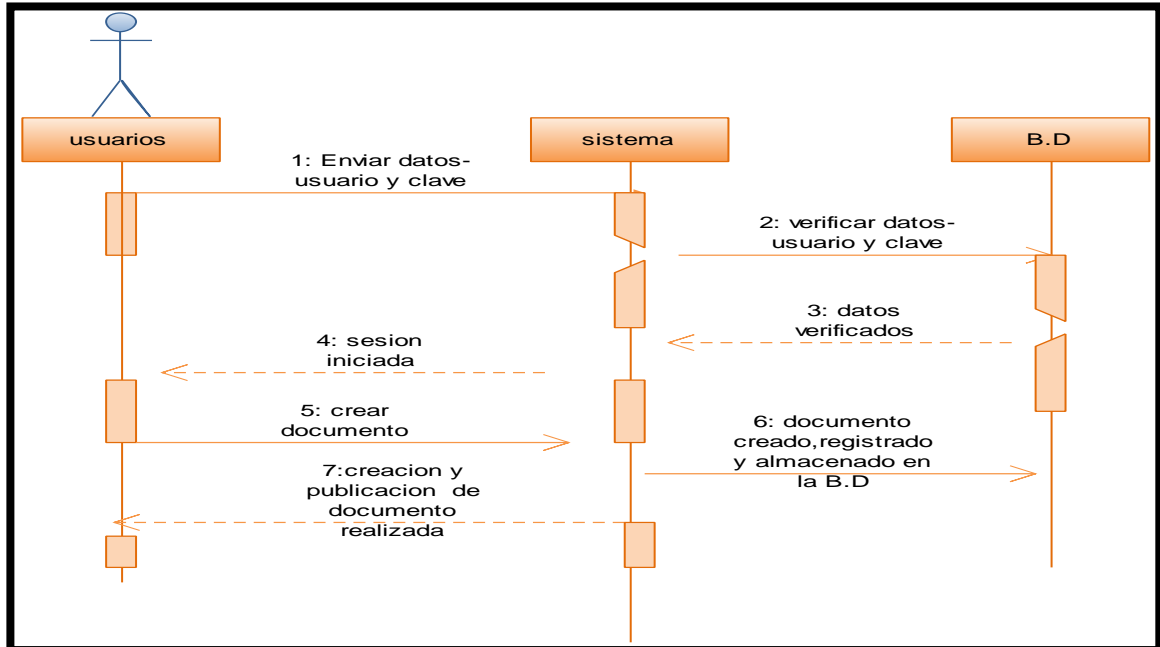 usuarios
sistema
B.D
1: Enviar datos-
usuario y clave
2: verificar datos-
usuario y clave
3: datos
verificados
4: sesion
iniciada
5: crear
documento
6: documento
creado,registrado
y almacenado en
la B.D
7:creacion y
publicacion de
documento
realizada